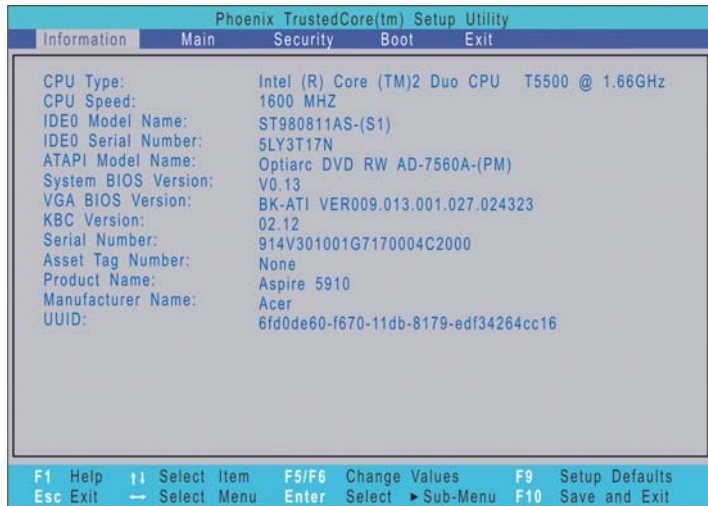 Phoenix TrustedCore(tm) Setup Utility
Information Main Security Boot Exit
CPU Type: Intel (R) Core (TM)2 Duo CPU T5500 @ 1.66GHz
CPU Speed: 1600 MHZ
IDE0 Model Name: ST980811AS-(S1)
IDE0 Serial Number: 5LY3T17N
ATAPI Model Name: Optiarc DVD RW AD-7560A-(PM)
System BIOS Version: V0.13
VGA BIOS Version: BK-ATI VER009.013.001.027.024323
KBC Version: 02.12
Serial Number: 914V301001G7170004C2000
Asset Tag Number: None
Product Name: Aspire 5910
Manufacturer Name: Acer
UUID: 6fd0de60-f670-11db-8179-edf34264cc16
F1 Help ↑↓ Select Item F5/F6 Change Values F9 Setup Defaults
Esc Exit ↔ Select Menu Enter Select ►Sub-Menu F10 Save and Exit